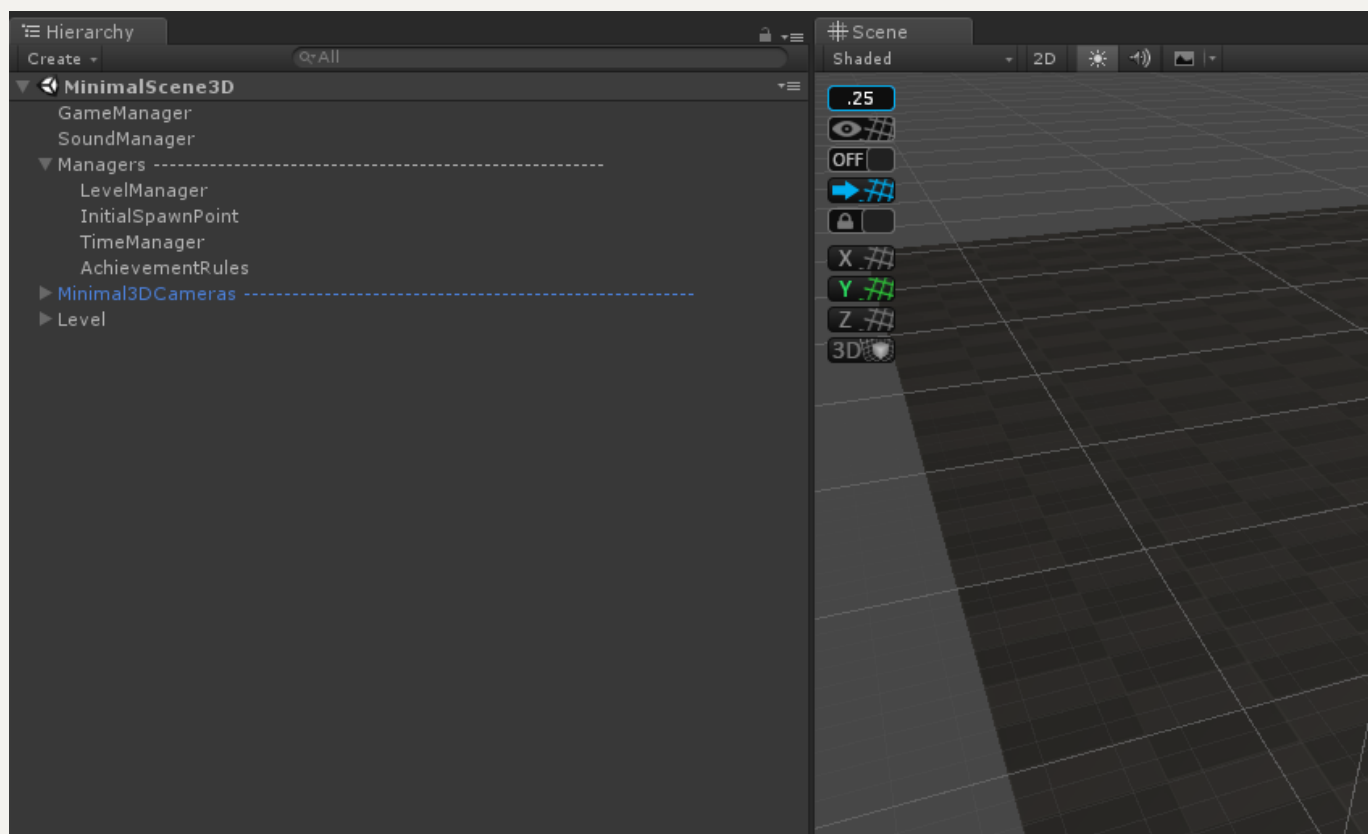 Hierarchy
Create
All
MinimalScene3D
GameManager
SoundManager
Managers --------------------------------------------------------
LevelManager
InitialSpawnPoint
TimeManager
AchievementRules
Minimal3DCameras --------------------------------------------------------
Level
Scene
Shaded 2D
.25
OFF
X
Y
Z
3D